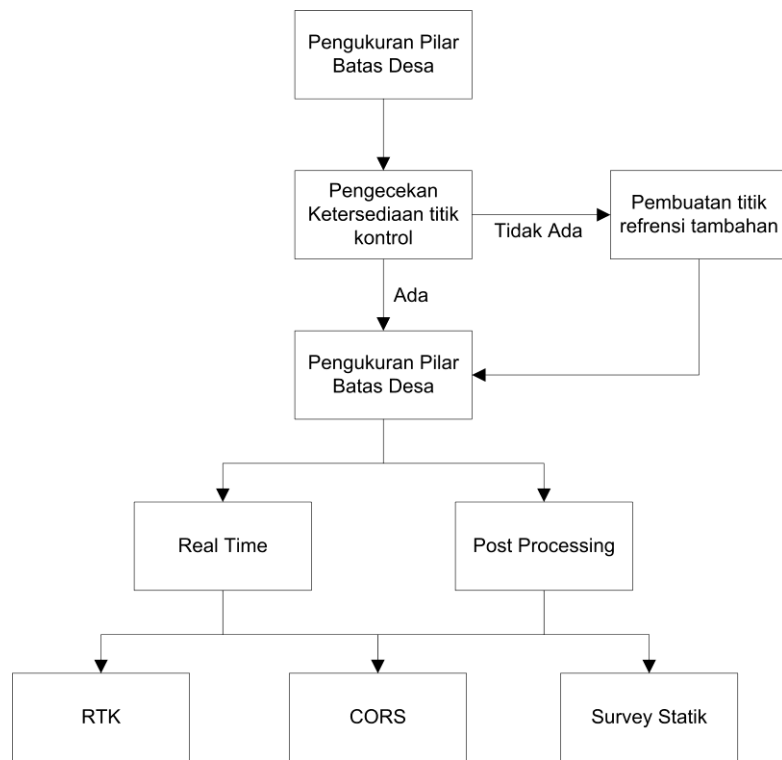 Pengukuran Pilar
Batas Desa
Pengecekan
Ketersediaan titik
kontrol
Tidak Ada
Pembuatan titik
refrensi tambahan
Ada
Pengukuran Pilar
Batas Desa
Real Time
Post Processing
RTK
CORS
Survey Statik